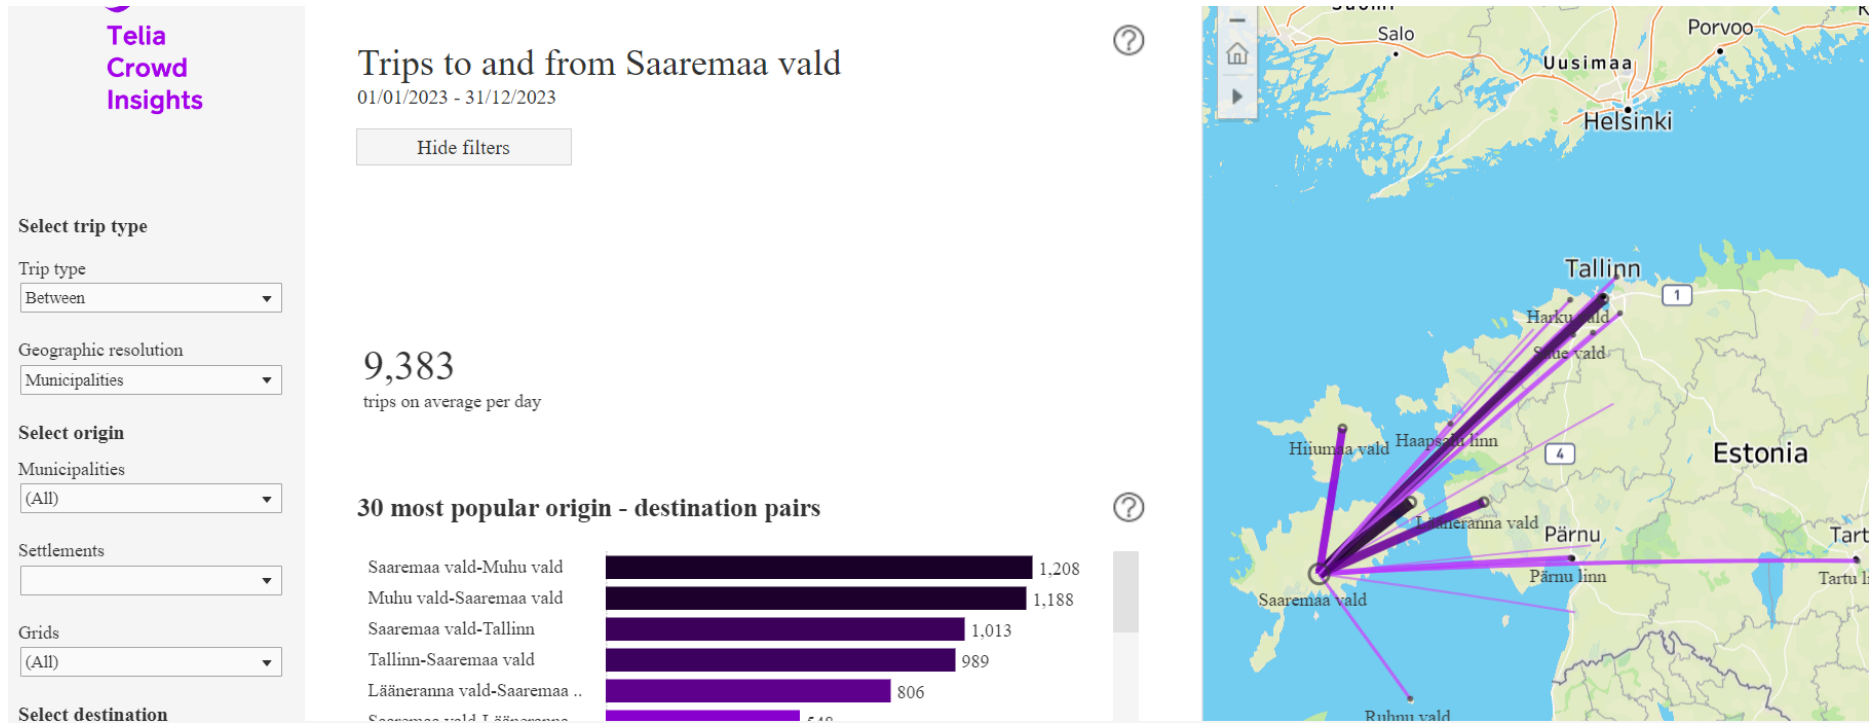 Telia
Crowd
Insights
Select trip type
Trip type
Between
Geographic resolution
Municipalities
Select origin
Municipalities
(All)
Settlements
Grids
(All)
Select destination
Trips to and from Saaremaa vald
01/01/2023 - 31/12/2023
Hide filters
9,383
trips on average per day
30 most popular origin - destination pairs
Saaremaa vald-Muhu vald 1,208
Muhu vald-Saaremaa vald 1,188
Saaremaa vald-Tallinn 1,013
Tallinn-Saaremaa vald 989
Lääneranna vald-Saaremaa .. 806
Saaremaa vald-Lääneranna 548
Salo
Porvoo
Uusimaa
Helsinki
Tallinn
1
Harku vald
Saue vald
Hiiumaa vald
Haapsalu linn
4
Estonia
Lääneranna vald
Pärnu
Pärnu linn
Saaremaa vald
Ruhnu vald